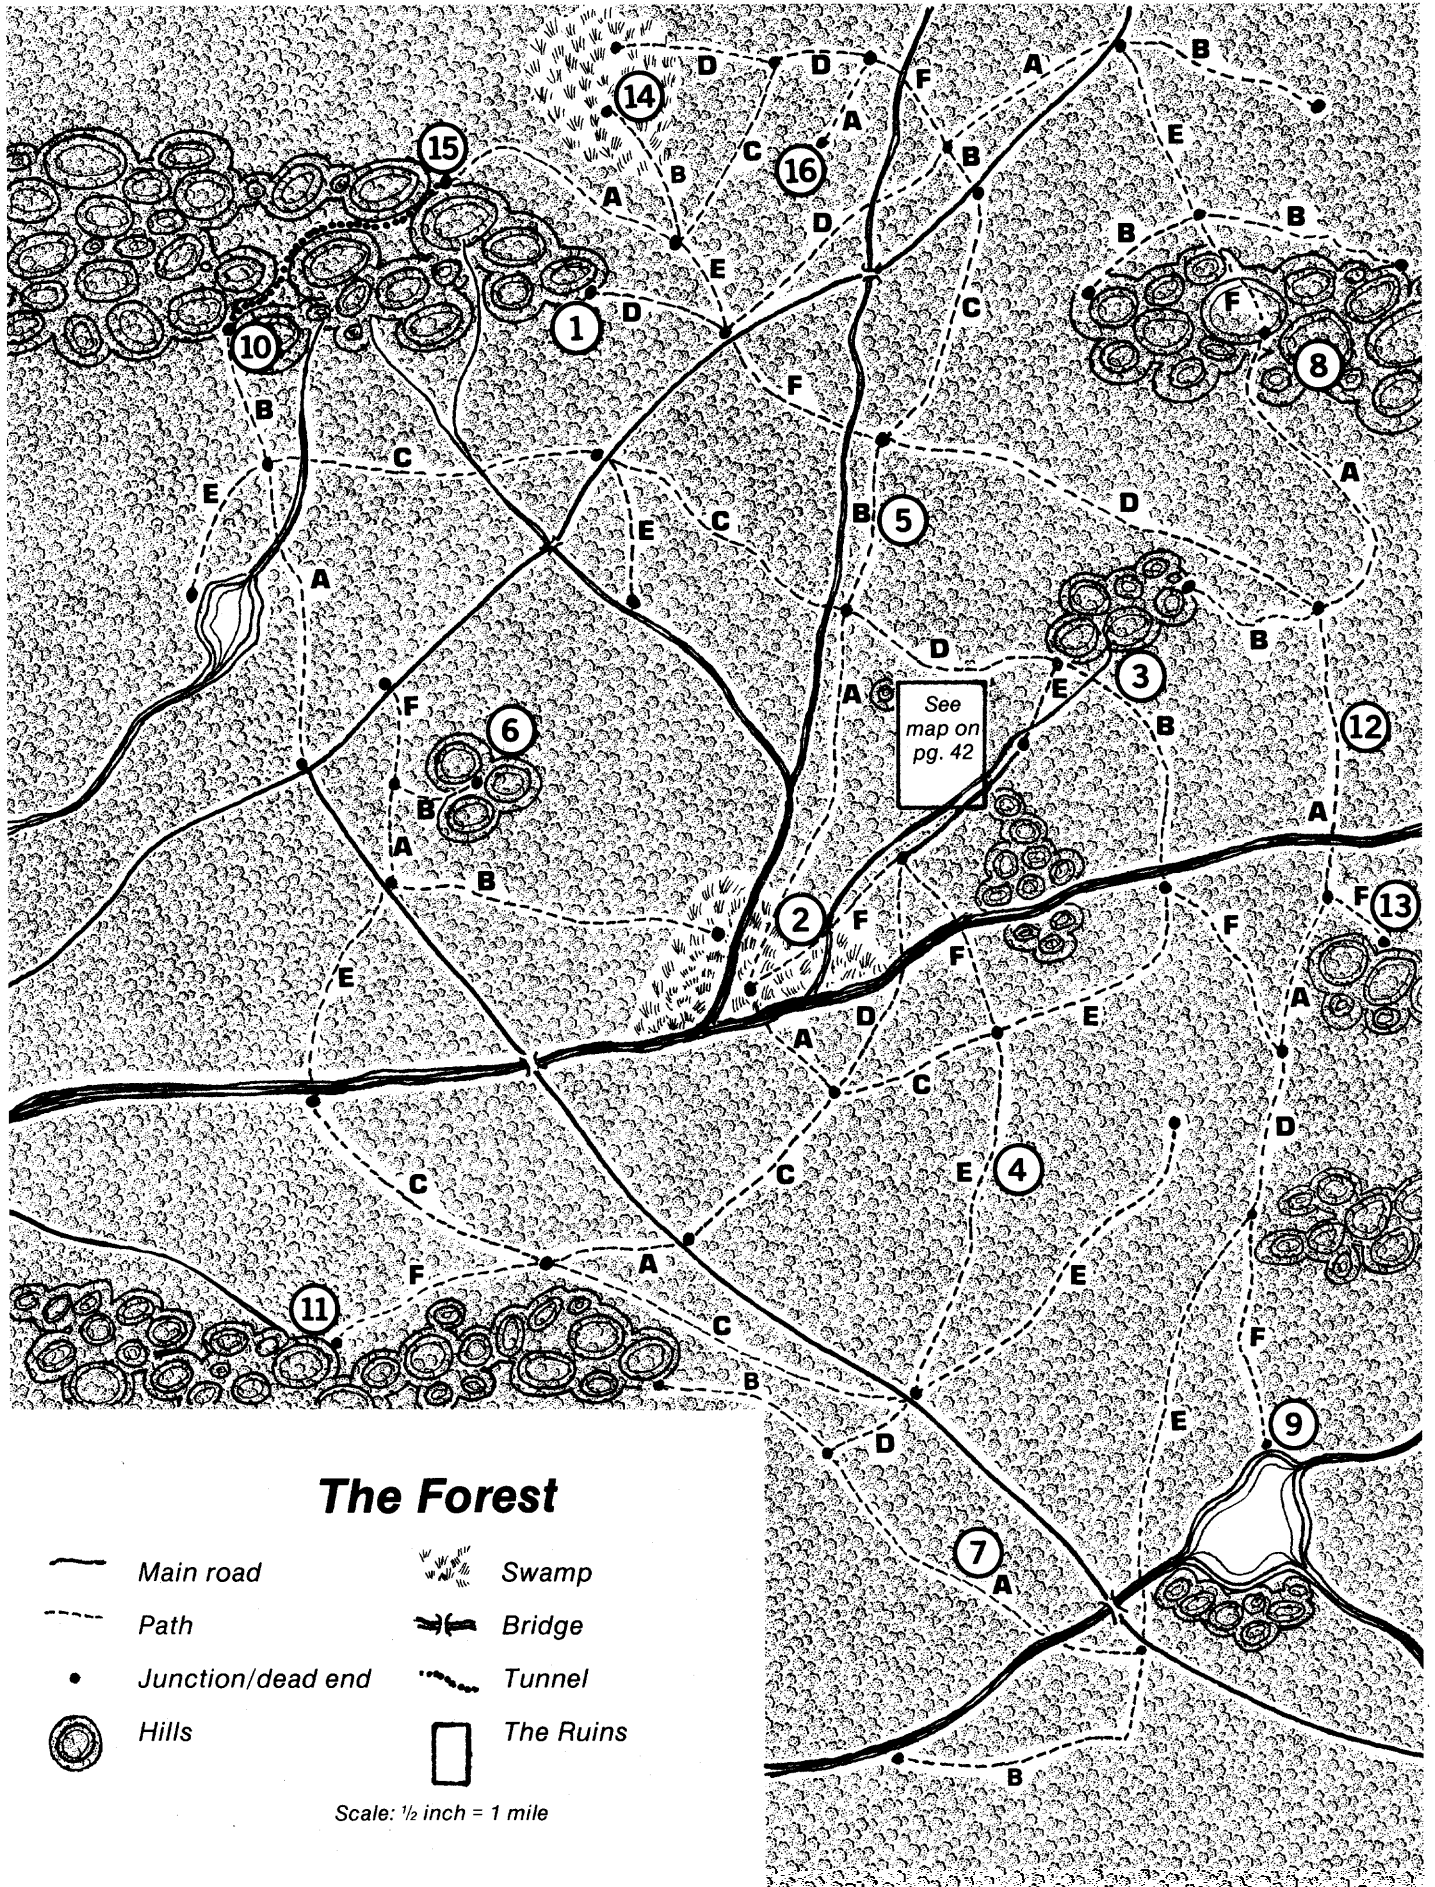 D D F A B
14
A E
15 C B
16
B
A D B B
E
C
D F
1
10 8
F
B
C A
E D
E C B 5
A
B
D
A E 3
F See
map on
pg. 42
6 B 12
B
A A
B
2 F F F 13
E F A
D E
A
C
D
C E 4
C
A E
F
11 C F
B
E 9
D
7
A
B
The Forest
Main road
Swamp
Path
Bridge
Junction/dead end
Tunnel
Hills
The Ruins
Scale: ½ inch = 1 mile